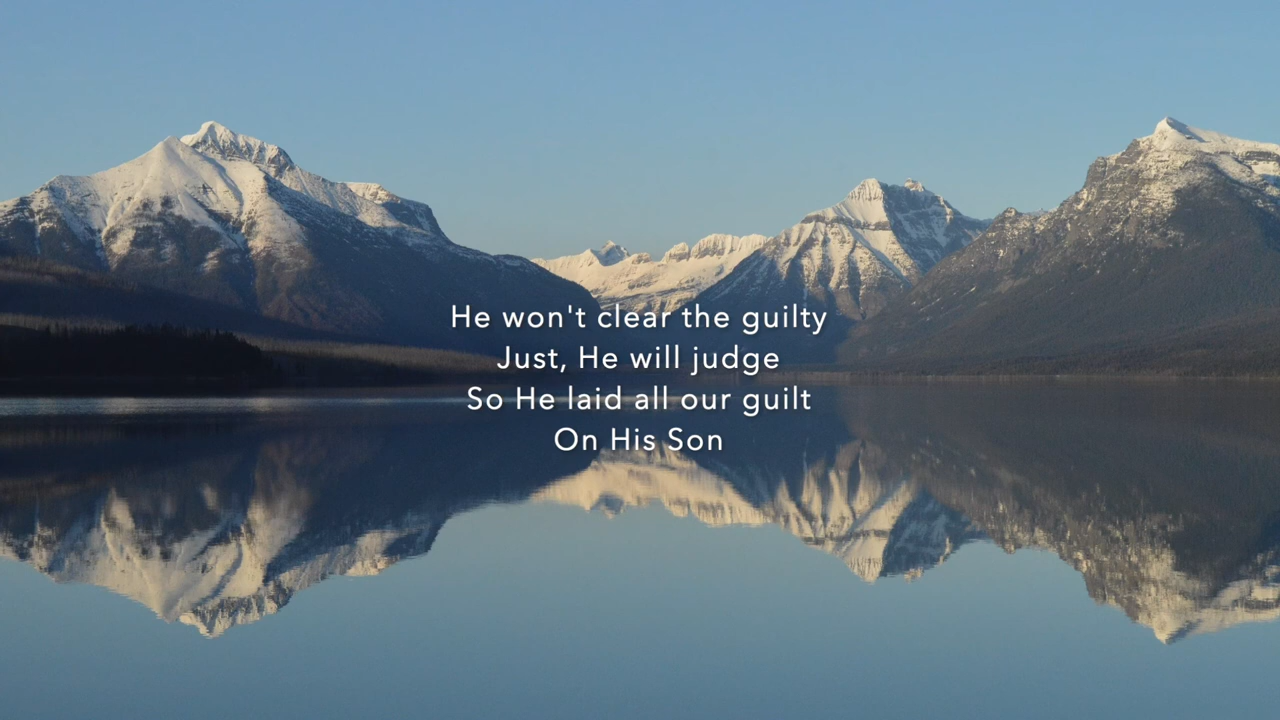 He won't clear the guilty
Just, He will judge
So He laid all our guilt
On His Son